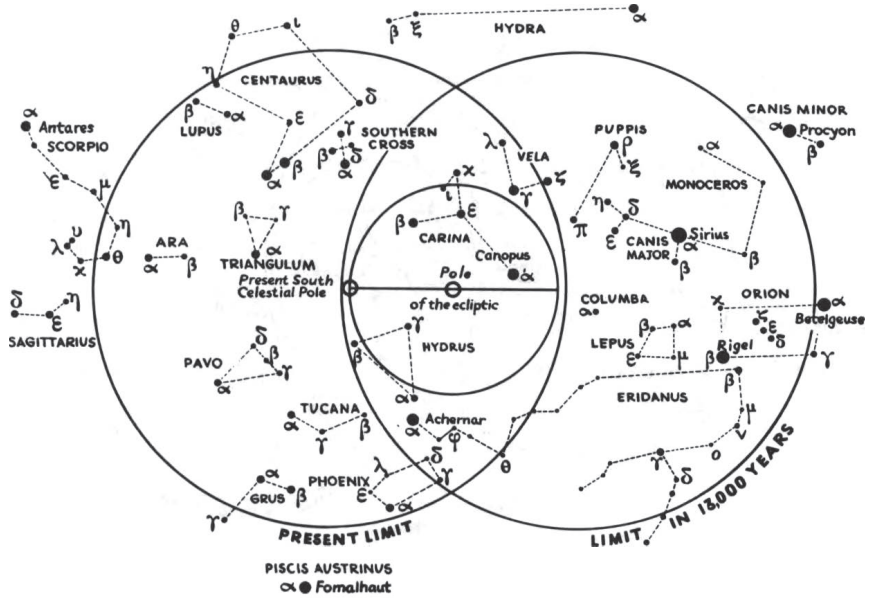 β ξ HYDRA α
θ ι
η CENTAURUS
β α ε δ
LUPUS
α β
SOUTHERN
CROSS
γ β δ α
α Antares
SCORPIO
ε μ
η
υ λ
κ θ
ARA
α β
β γ
α
TRIANGULUM
Present South
Celestial Pole
δ η
ε
SAGITTARIUS
λ VELA
γ ζ
κ
ι ε
β
CARINA
Canopus
α
Pole
of the ecliptic
PUPPIS
ρ
ξ
π
CANIS MINOR
α Procyon
β
α
MONOCEROS
β
η δ
ε
Sirius
α
CANIS
MAJOR
β
COLUMBA
α
ORION
κ α
Betelgeuse
ζ ε δ
Rigel
β γ
LEPUS
β α
ε μ
γ
HYDRUS
β
α
PAVO
δ
β
α γ
TUCANA
α β
γ
Achernar
α
φ
θ
ERIDANUS
β
μ
ν
ο
γ
δ
PHOENIX
λ δ
γ
ε
α
α
GRUS
β
γ
PRESENT LIMIT
LIMIT IN 13,000 YEARS
PISCIS AUSTRINUS
α Fomalhaut